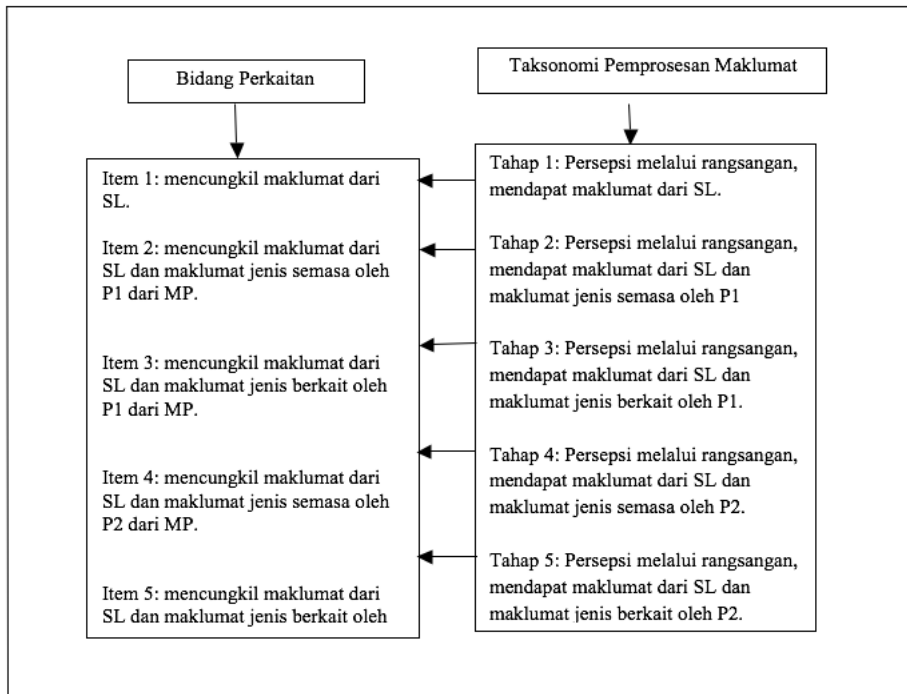 Bidang Perkaitan
Item 1: mencungkil maklumat dari
SL.
Item 2: mencungkil maklumat dari
SL dan maklumat jenis semasa oleh
P1 dari MP.
Item 3: mencungkil maklumat dari
SL dan maklumat jenis berkait oleh
P1 dari MP.
Item 4: mencungkil maklumat dari
SL dan maklumat jenis semasa oleh
P2 dari MP.
Item 5: mencungkil maklumat dari
SL dan maklumat jenis berkait oleh
Taksonomi Pemprosesan Maklumat
Tahap 1: Persepsi melalui rangsangan,
mendapat maklumat dari SL.
Tahap 2: Persepsi melalui rangsangan,
mendapat maklumat dari SL dan
maklumat jenis semasa oleh P1
Tahap 3: Persepsi melalui rangsangan,
mendapat maklumat dari SL dan
maklumat jenis berkait oleh P1.
Tahap 4: Persepsi melalui rangsangan,
mendapat maklumat dari SL dan
maklumat jenis semasa oleh P2.
Tahap 5: Persepsi melalui rangsangan,
mendapat maklumat dari SL dan
maklumat jenis berkait oleh P2.